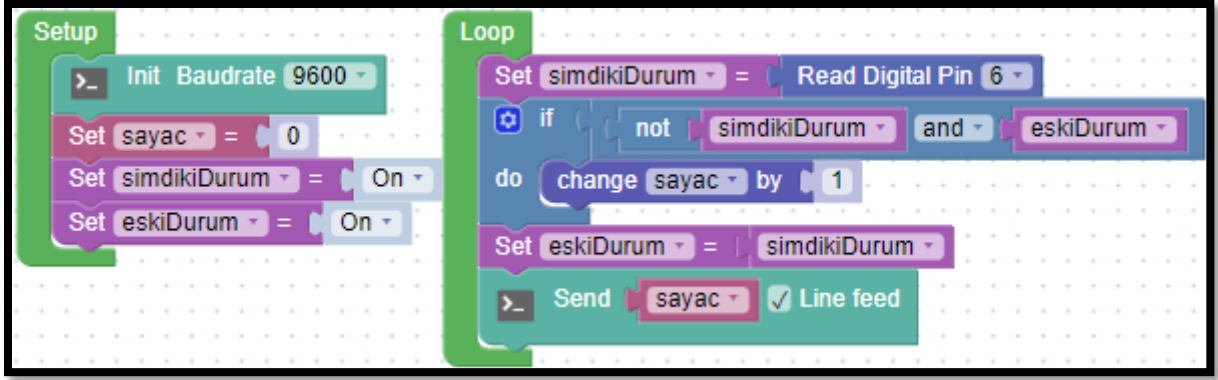 Setup
>_ Init Baudrate 9600
Set sayac = 0
Set simdikiDurum = On
Set eskiDurum = On
Loop
Set simdikiDurum = Read Digital Pin 6
if not simdikiDurum and eskiDurum
do change sayac by 1
Set eskiDurum = simdikiDurum
>_ Send sayac ✓ Line feed